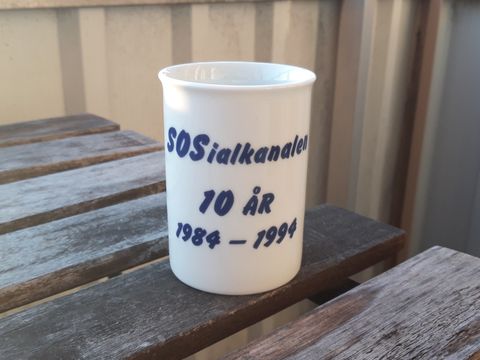 SOSialkanalen
10 ÅR
1984 – 1994